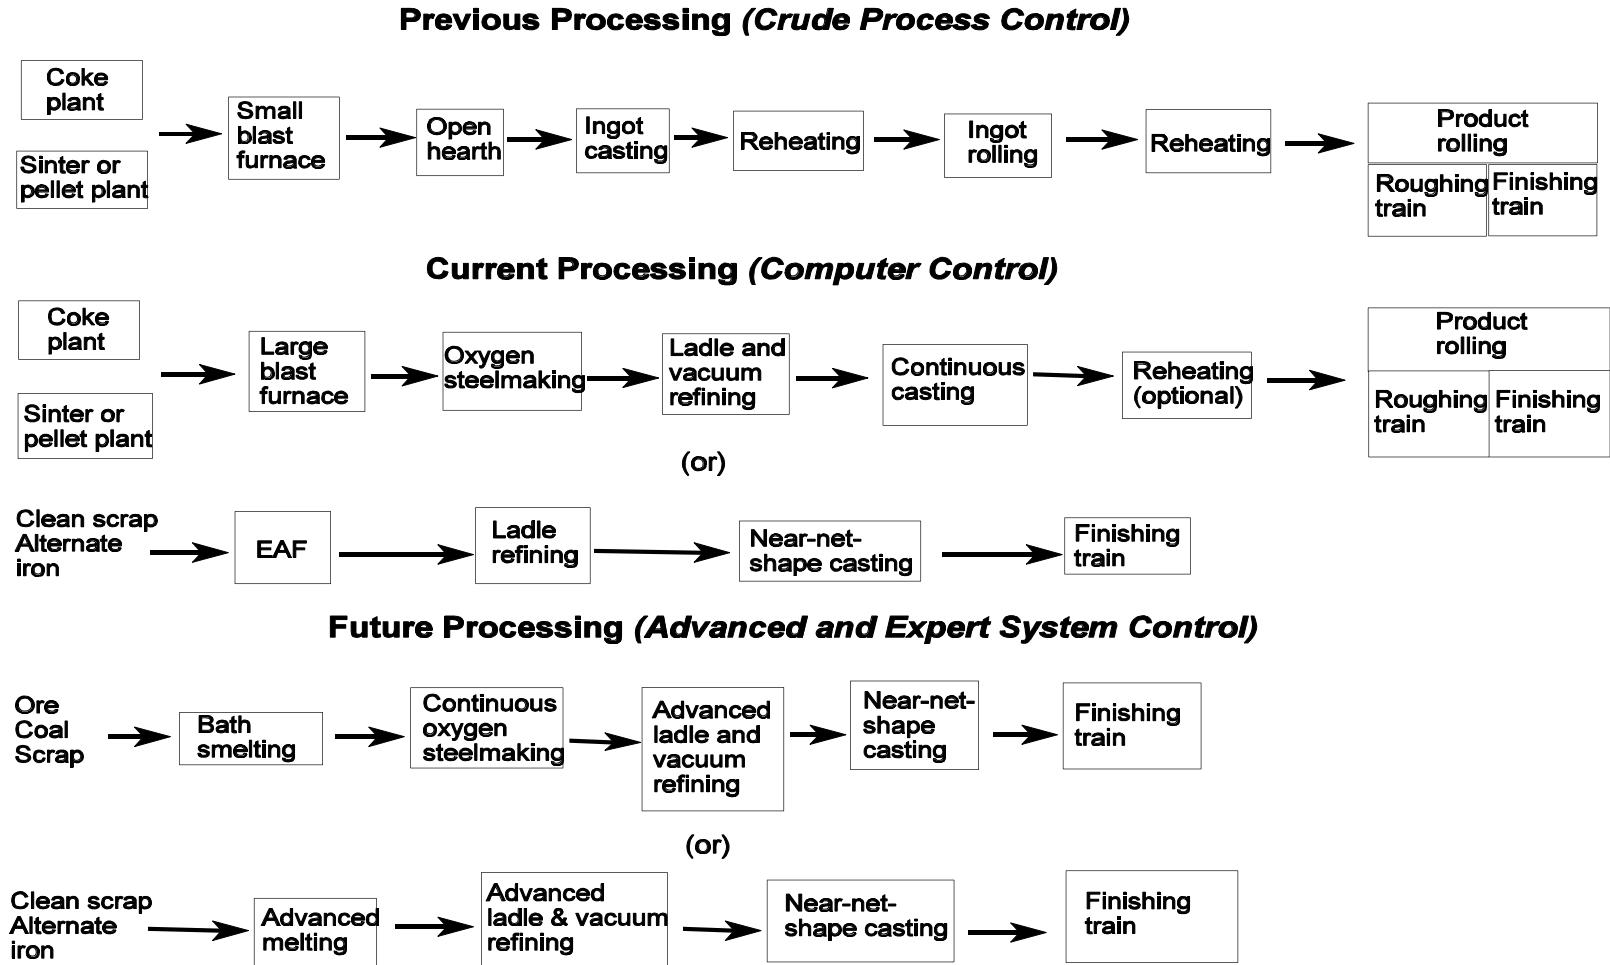 Previous Processing (Crude Process Control)
Coke
plant
Sinter or
pellet plant
Small
blast
furnace
Open
hearth
Ingot
casting
Reheating
Ingot
rolling
Reheating
Product
rolling
Roughing
train
Finishing
train
Current Processing (Computer Control)
Coke
plant
Sinter or
pellet plant
Large
blast
furnace
Oxygen
steelmaking
Ladle and
vacuum
refining
Continuous
casting
Reheating
(optional)
Product
rolling
Roughing
train
Finishing
train
(or)
Clean scrap
Alternate
iron
EAF
Ladle
refining
Near-net-
shape casting
Finishing
train
Future Processing (Advanced and Expert System Control)
Ore
Coal
Scrap
Bath
smelting
Continuous
oxygen
steelmaking
Advanced
ladle and
vacuum
refining
Near-net-
shape
casting
Finishing
train
(or)
Clean scrap
Alternate
iron
Advanced
melting
Advanced
ladle & vacuum
refining
Near-net-
shape casting
Finishing
train